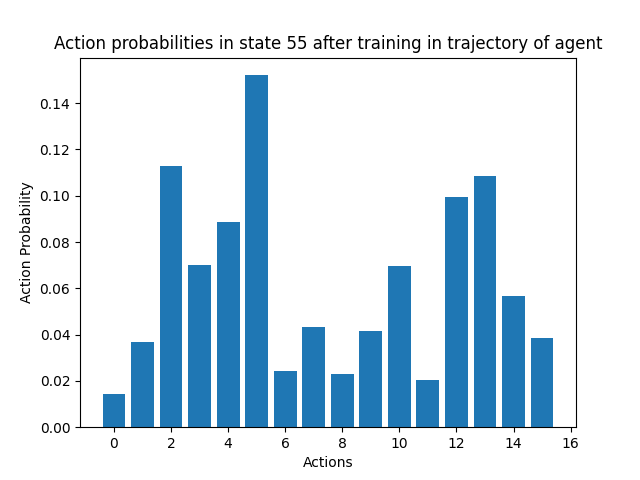 Action probabilities in state 55 after training in trajectory of agent
0.14
0.12
0.10
0.08
0.06
0.04
0.02
0.00
Action Probability
0 2 4 6 8 10 12 14 16
Actions